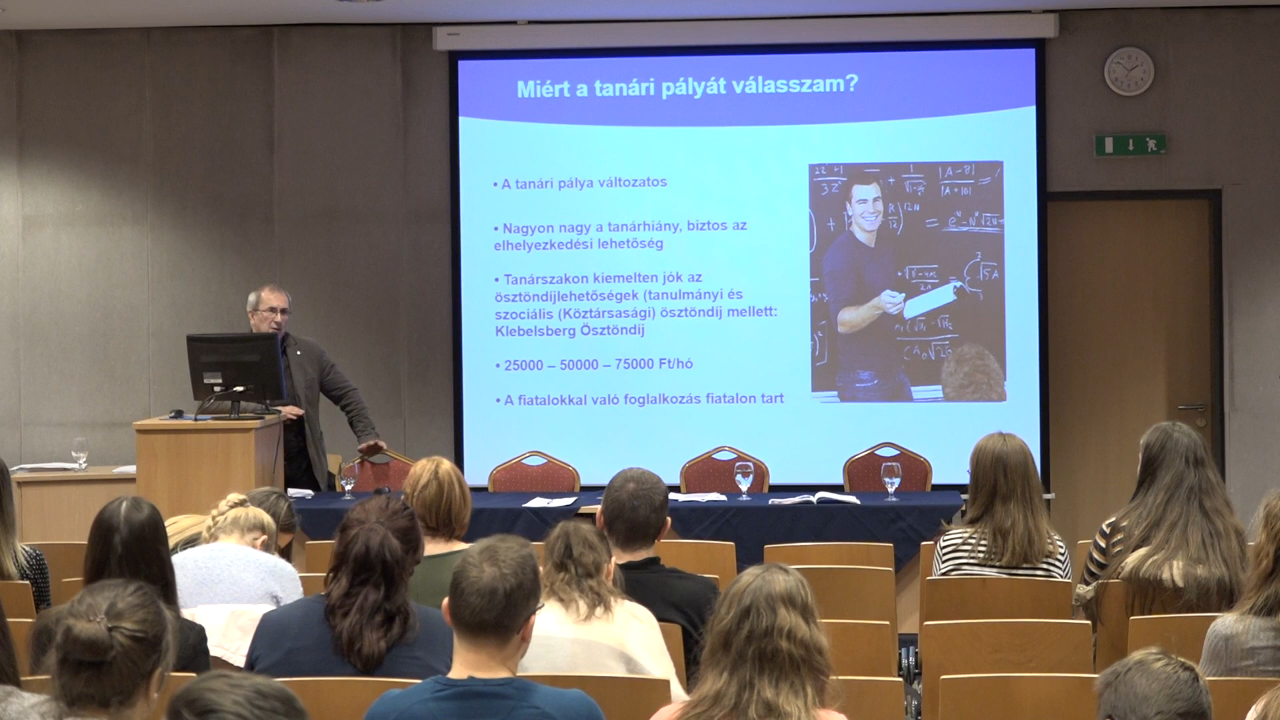 Miért a tanári pályát válasszam?
• A tanári pálya változatos
• Nagyon nagy a tanárhiány, biztos az
elhelyezkedési lehetőség
• Tanárszakon kiemelten jók az
ösztöndíjlehetőségek (tanulmányi és
szociális (Köztársasági) ösztöndíj mellett:
Klebelsberg Ösztöndíj
• 25000 – 50000 – 75000 Ft/hó
• A fiatalokkal való foglalkozás fiatalon tart